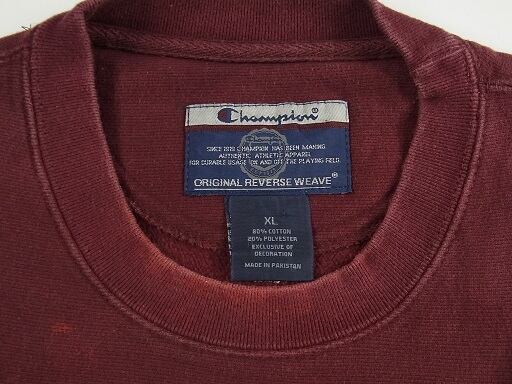 Champion®
SINCE 1919 CHAMPION HAS BEEN MAKING
AUTHENTIC ATHLETIC APPAREL
FOR DURABLE USAGE ON AND OFF THE PLAYING FIELD.
ORIGINAL REVERSE WEAVE®
XL
80% COTTON
20% POLYESTER
EXCLUSIVE OF
DECORATION
MADE IN PAKISTAN